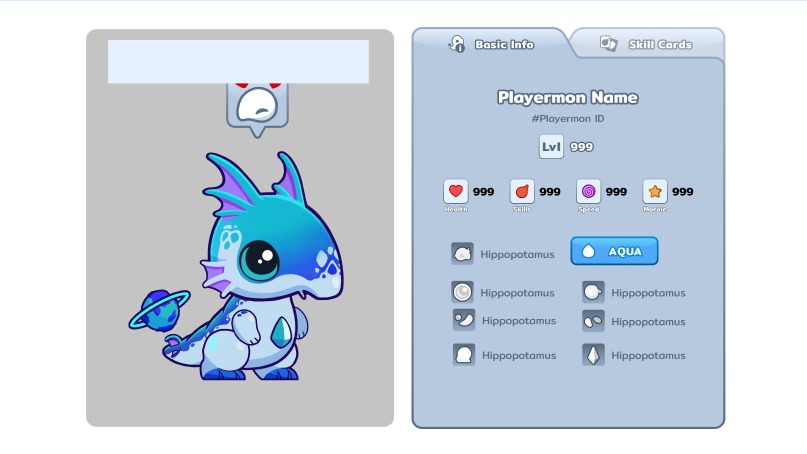 Basic Info
Skill Cards
Playermon Name
#Playermon ID
Lvl 999
999 999 999 999
Health Skills Speed Morale
Hippopotamus AQUA
Hippopotamus Hippopotamus
Hippopotamus Hippopotamus
Hippopotamus Hippopotamus